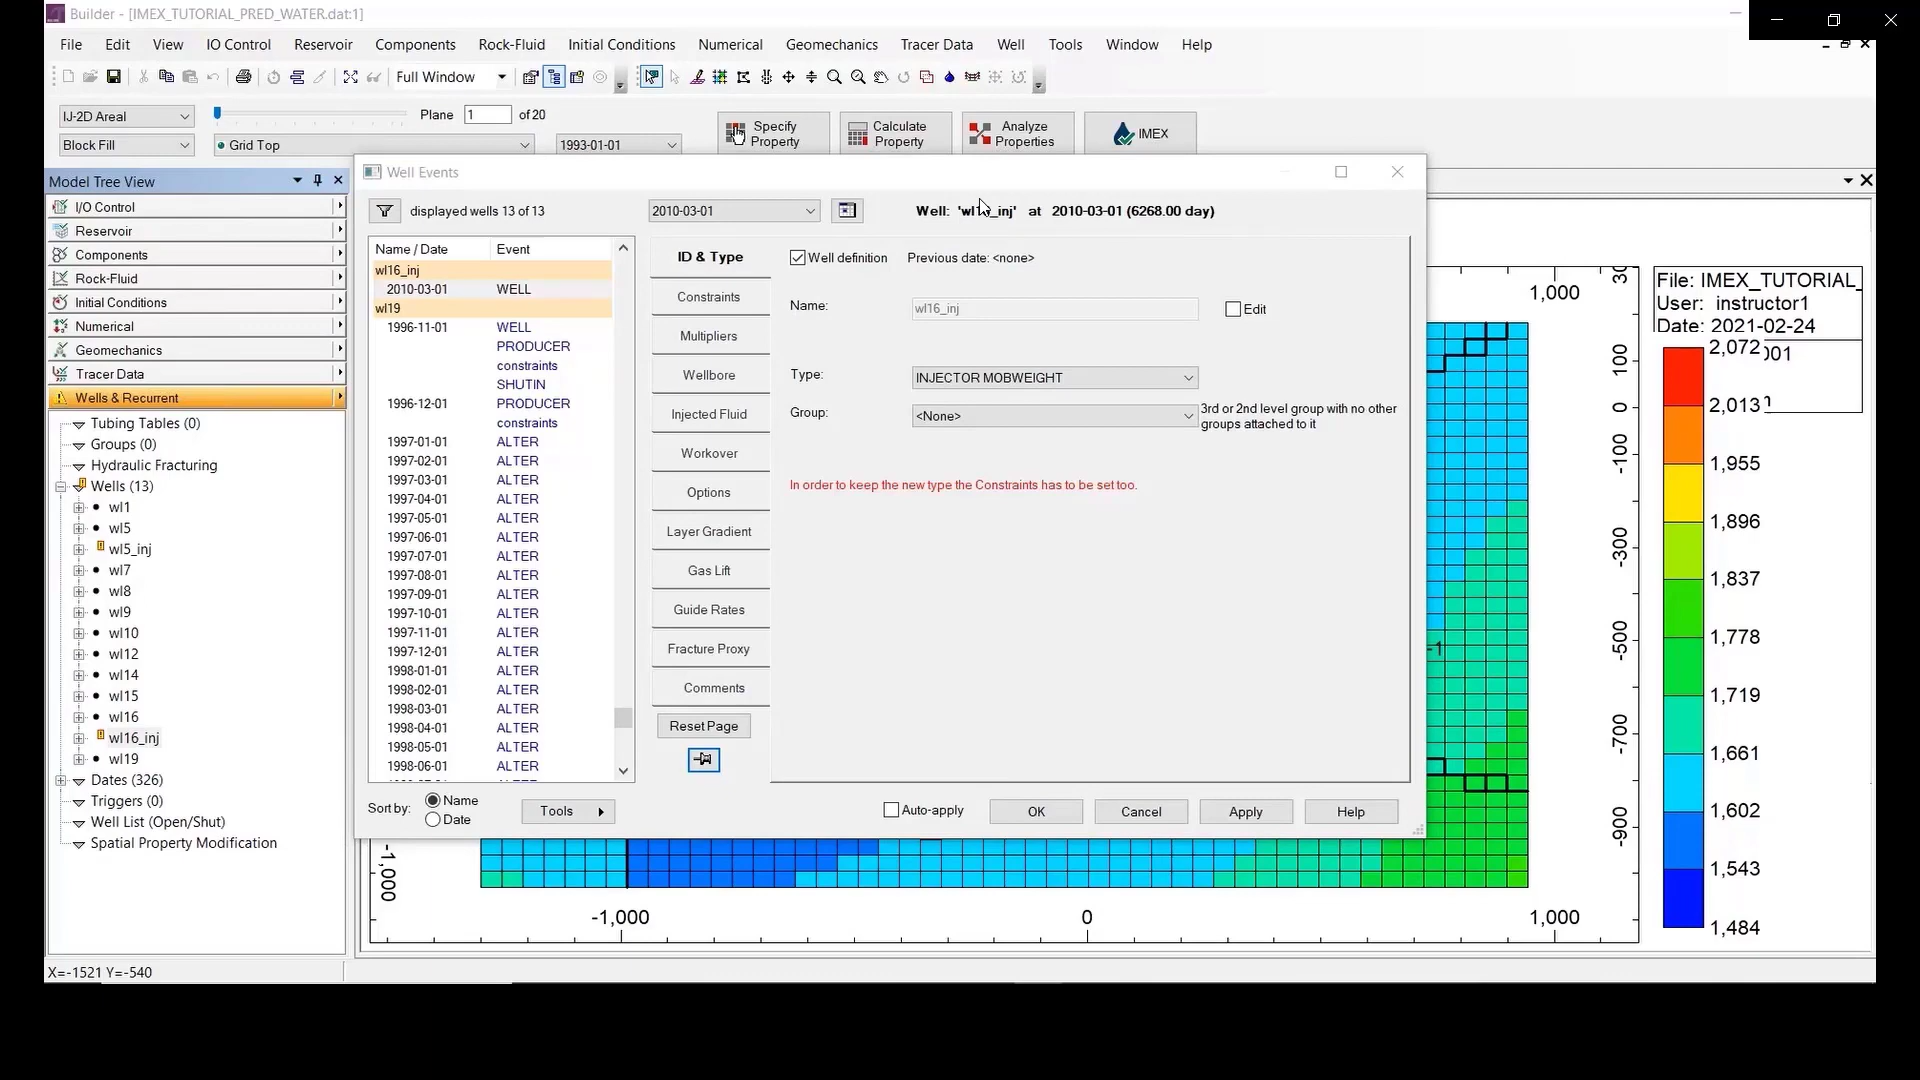 Builder - [IMEX_TUTORIAL_PRED_WATER.dat:1]
File Edit View IO Control Reservoir Components Rock-Fluid Initial Conditions Numerical Geomechanics Tracer Data Well Tools Window Help
Full Window
IJ-2D Areal Plane 1 of 20
Block Fill Grid Top 1993-01-01
Specify Property
Calculate Property
Analyze Properties
IMEX
Model Tree View
I/O Control
Reservoir
Components
Rock-Fluid
Initial Conditions
Numerical
Geomechanics
Tracer Data
Wells & Recurrent
Tubing Tables (0)
Groups (0)
Hydraulic Fracturing
Wells (13)
wl1
wl5
wl5_inj
wl7
wl8
wl9
wl10
wl12
wl14
wl15
wl16
wl16_inj
wl19
Dates (326)
Triggers (0)
Well List (Open/Shut)
Spatial Property Modification
X=-1521 Y=-540
Well Events
displayed wells 13 of 13
2010-03-01
Well: 'wl16_inj' at 2010-03-01 (6268.00 day)
Name / Date Event
wl16_inj
2010-03-01 WELL
wl19
1996-11-01 WELL
PRODUCER
constraints
SHUTIN
1996-12-01 PRODUCER
constraints
1997-01-01 ALTER
1997-02-01 ALTER
1997-03-01 ALTER
1997-04-01 ALTER
1997-05-01 ALTER
1997-06-01 ALTER
1997-07-01 ALTER
1997-08-01 ALTER
1997-09-01 ALTER
1997-10-01 ALTER
1997-11-01 ALTER
1997-12-01 ALTER
1998-01-01 ALTER
1998-02-01 ALTER
1998-03-01 ALTER
1998-04-01 ALTER
1998-05-01 ALTER
1998-06-01 ALTER
Sort by: Name
Date
Tools
ID & Type
Constraints
Multipliers
Wellbore
Injected Fluid
Workover
Options
Layer Gradient
Gas Lift
Guide Rates
Fracture Proxy
Comments
Reset Page
Well definition Previous date: <none>
Name: wl16_inj Edit
Type: INJECTOR MOBWEIGHT
Group: <None> 3rd or 2nd level group with no other
groups attached to it
In order to keep the new type the Constraints has to be set too.
Auto-apply OK Cancel Apply Help
1,000
File: IMEX_TUTORIAL_
User: instructor1
Date: 2021-02-24
2,072
2,013
1,955
1,896
1,837
1,778
1,719
1,661
1,602
1,543
1,484
100
0
-100
-300
-500
-700
-900
-1
-1,000
-1,000 0 1,000